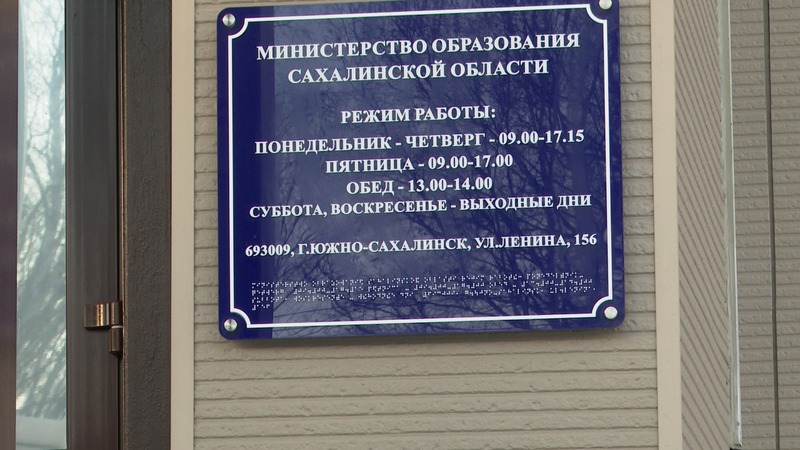 МИНИСТЕРСТВО ОБРАЗОВАНИЯ
САХАЛИНСКОЙ ОБЛАСТИ
РЕЖИМ РАБОТЫ:
ПОНЕДЕЛЬНИК - ЧЕТВЕРГ - 09.00-17.15
ПЯТНИЦА - 09.00-17.00
ОБЕД - 13.00-14.00
СУББОТА, ВОСКРЕСЕНЬЕ - ВЫХОДНЫЕ ДНИ
693009, Г.ЮЖНО-САХАЛИНСК, УЛ.ЛЕНИНА, 156